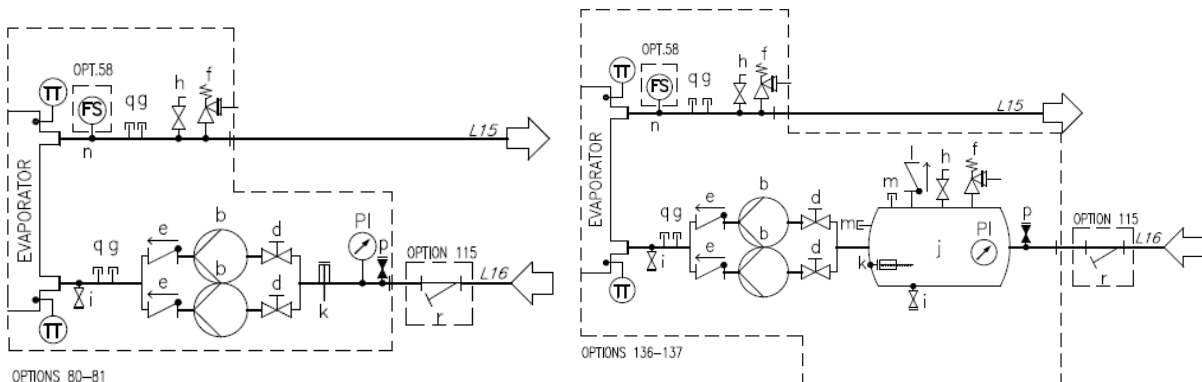 OPT.58
TT
FS
q g
h
f
n
L15
EVAPORATOR
b
d
e
PI
p
OPTION 115
q g
b
L16
i
e
d
k
r
TT
OPTIONS 80–81
OPT.58
TT
FS
q g
h
f
n
L15
EVAPORATOR
l
h
f
b
d
m
e
m
p
OPTION 115
q g
b
PI
j
L16
i
e
d
k
r
i
TT
OPTIONS 136–137